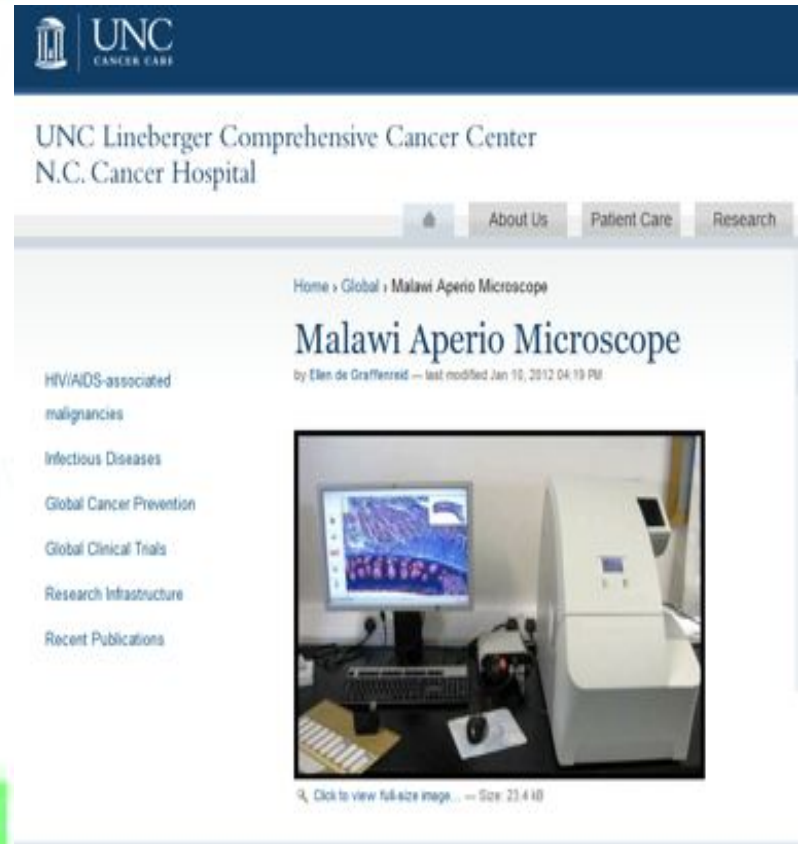 UNC
CANCER CARE
UNC Lineberger Comprehensive Cancer Center
N.C. Cancer Hospital
About Us
Patient Care
Research
Home › Global › Malawi Aperio Microscope
Malawi Aperio Microscope
by Ellen de Graffenreid — last modified Jan 10, 2012 04:19 PM
HIV/AIDS-associated
malignancies
Infectious Diseases
Global Cancer Prevention
Global Clinical Trials
Research Infrastructure
Recent Publications
Click to view full-size image... — Size: 23.4 kB